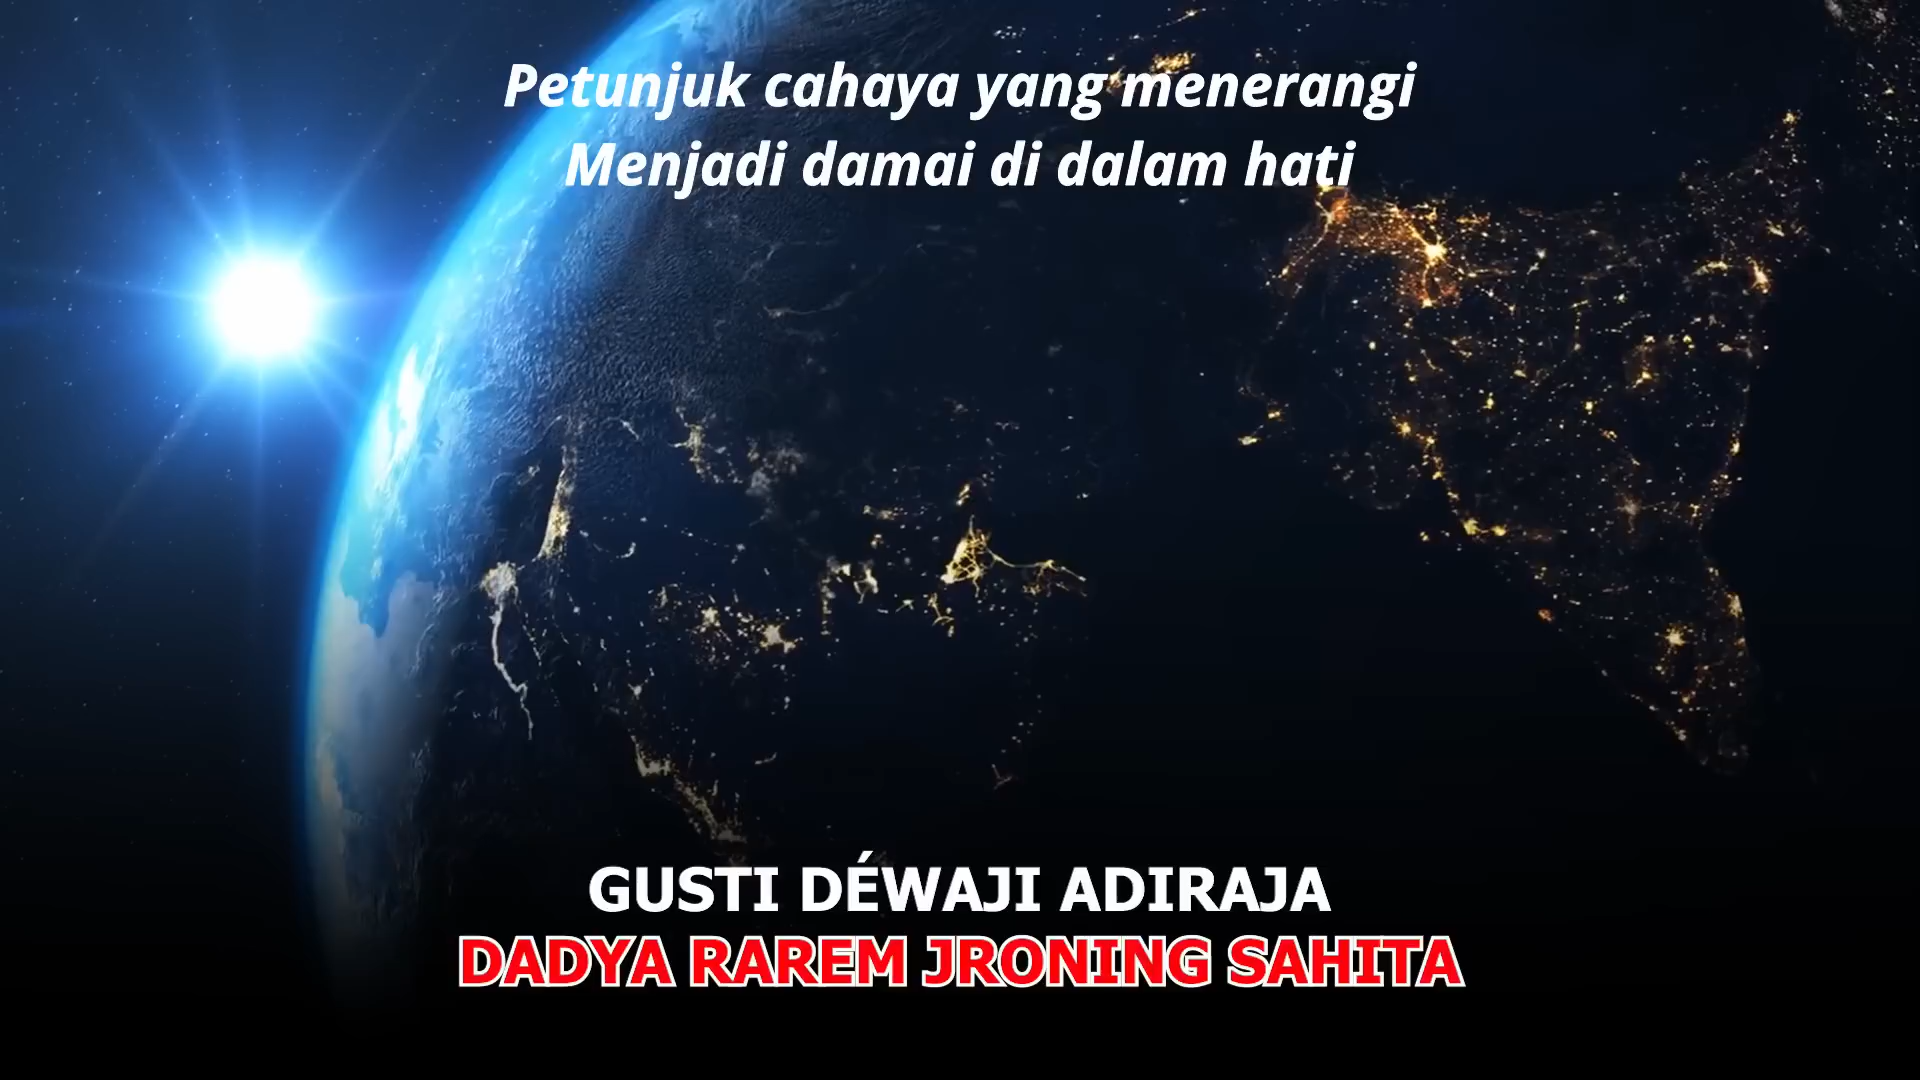 Petunjuk cahaya yang menerangi
Menjadi damai di dalam hati
GUSTI DÉWAJI ADIRAJA
DADYA RAREM JRONING SAHITA